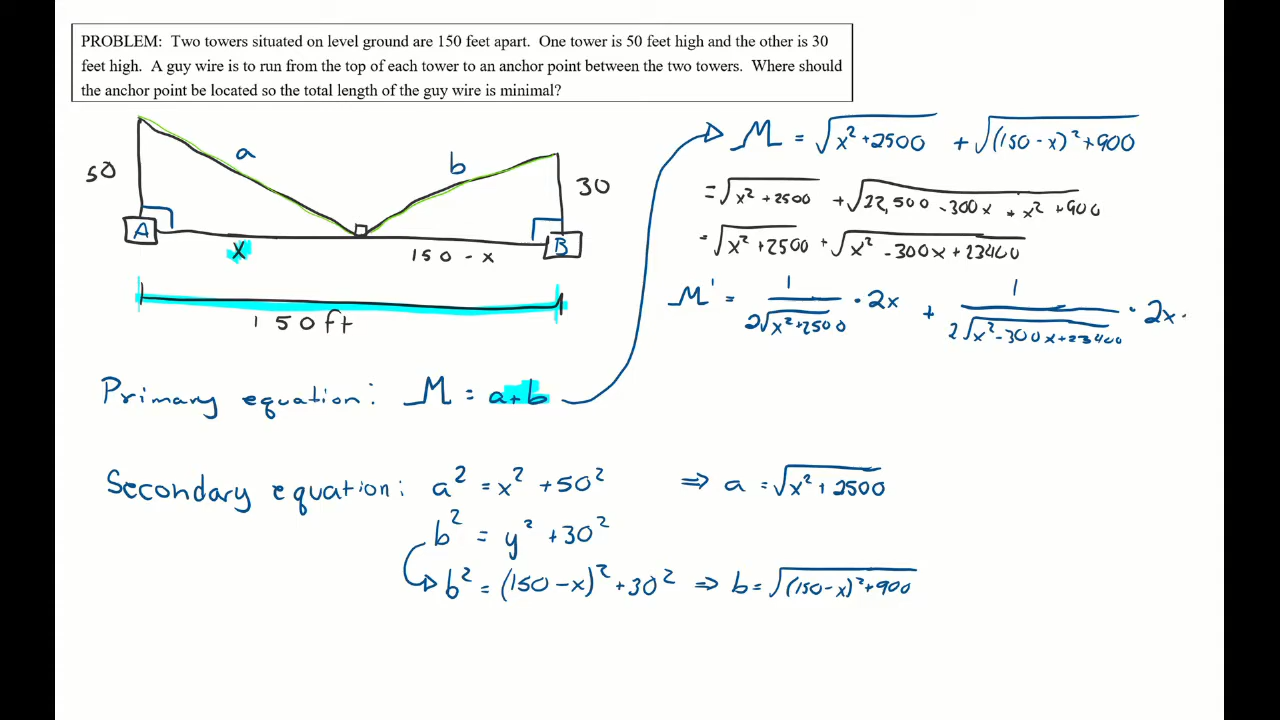 PROBLEM: Two towers situated on level ground are 150 feet apart. One tower is 50 feet high and the other is 30
feet high. A guy wire is to run from the top of each tower to an anchor point between the two towers. Where should
the anchor point be located so the total length of the guy wire is minimal?
50 a b 30
A x 150 - x B
150 ft
M = √(x² + 2500) + √((150 - x)² + 900)
= √(x² + 2500) + √(22,500 - 300x + x² + 900)
= √(x² + 2500) + √(x² - 300x + 23400)
M' = 1/(2√(x² + 2500)) · 2x + 1/(2√(x² - 300x + 23400)) · 2x -
Primary equation: M = a + b
Secondary equation: a² = x² + 50² ⇒ a = √(x² + 2500)
b² = y² + 30²
b² = (150 - x)² + 30² ⇒ b = √((150 - x)² + 900)